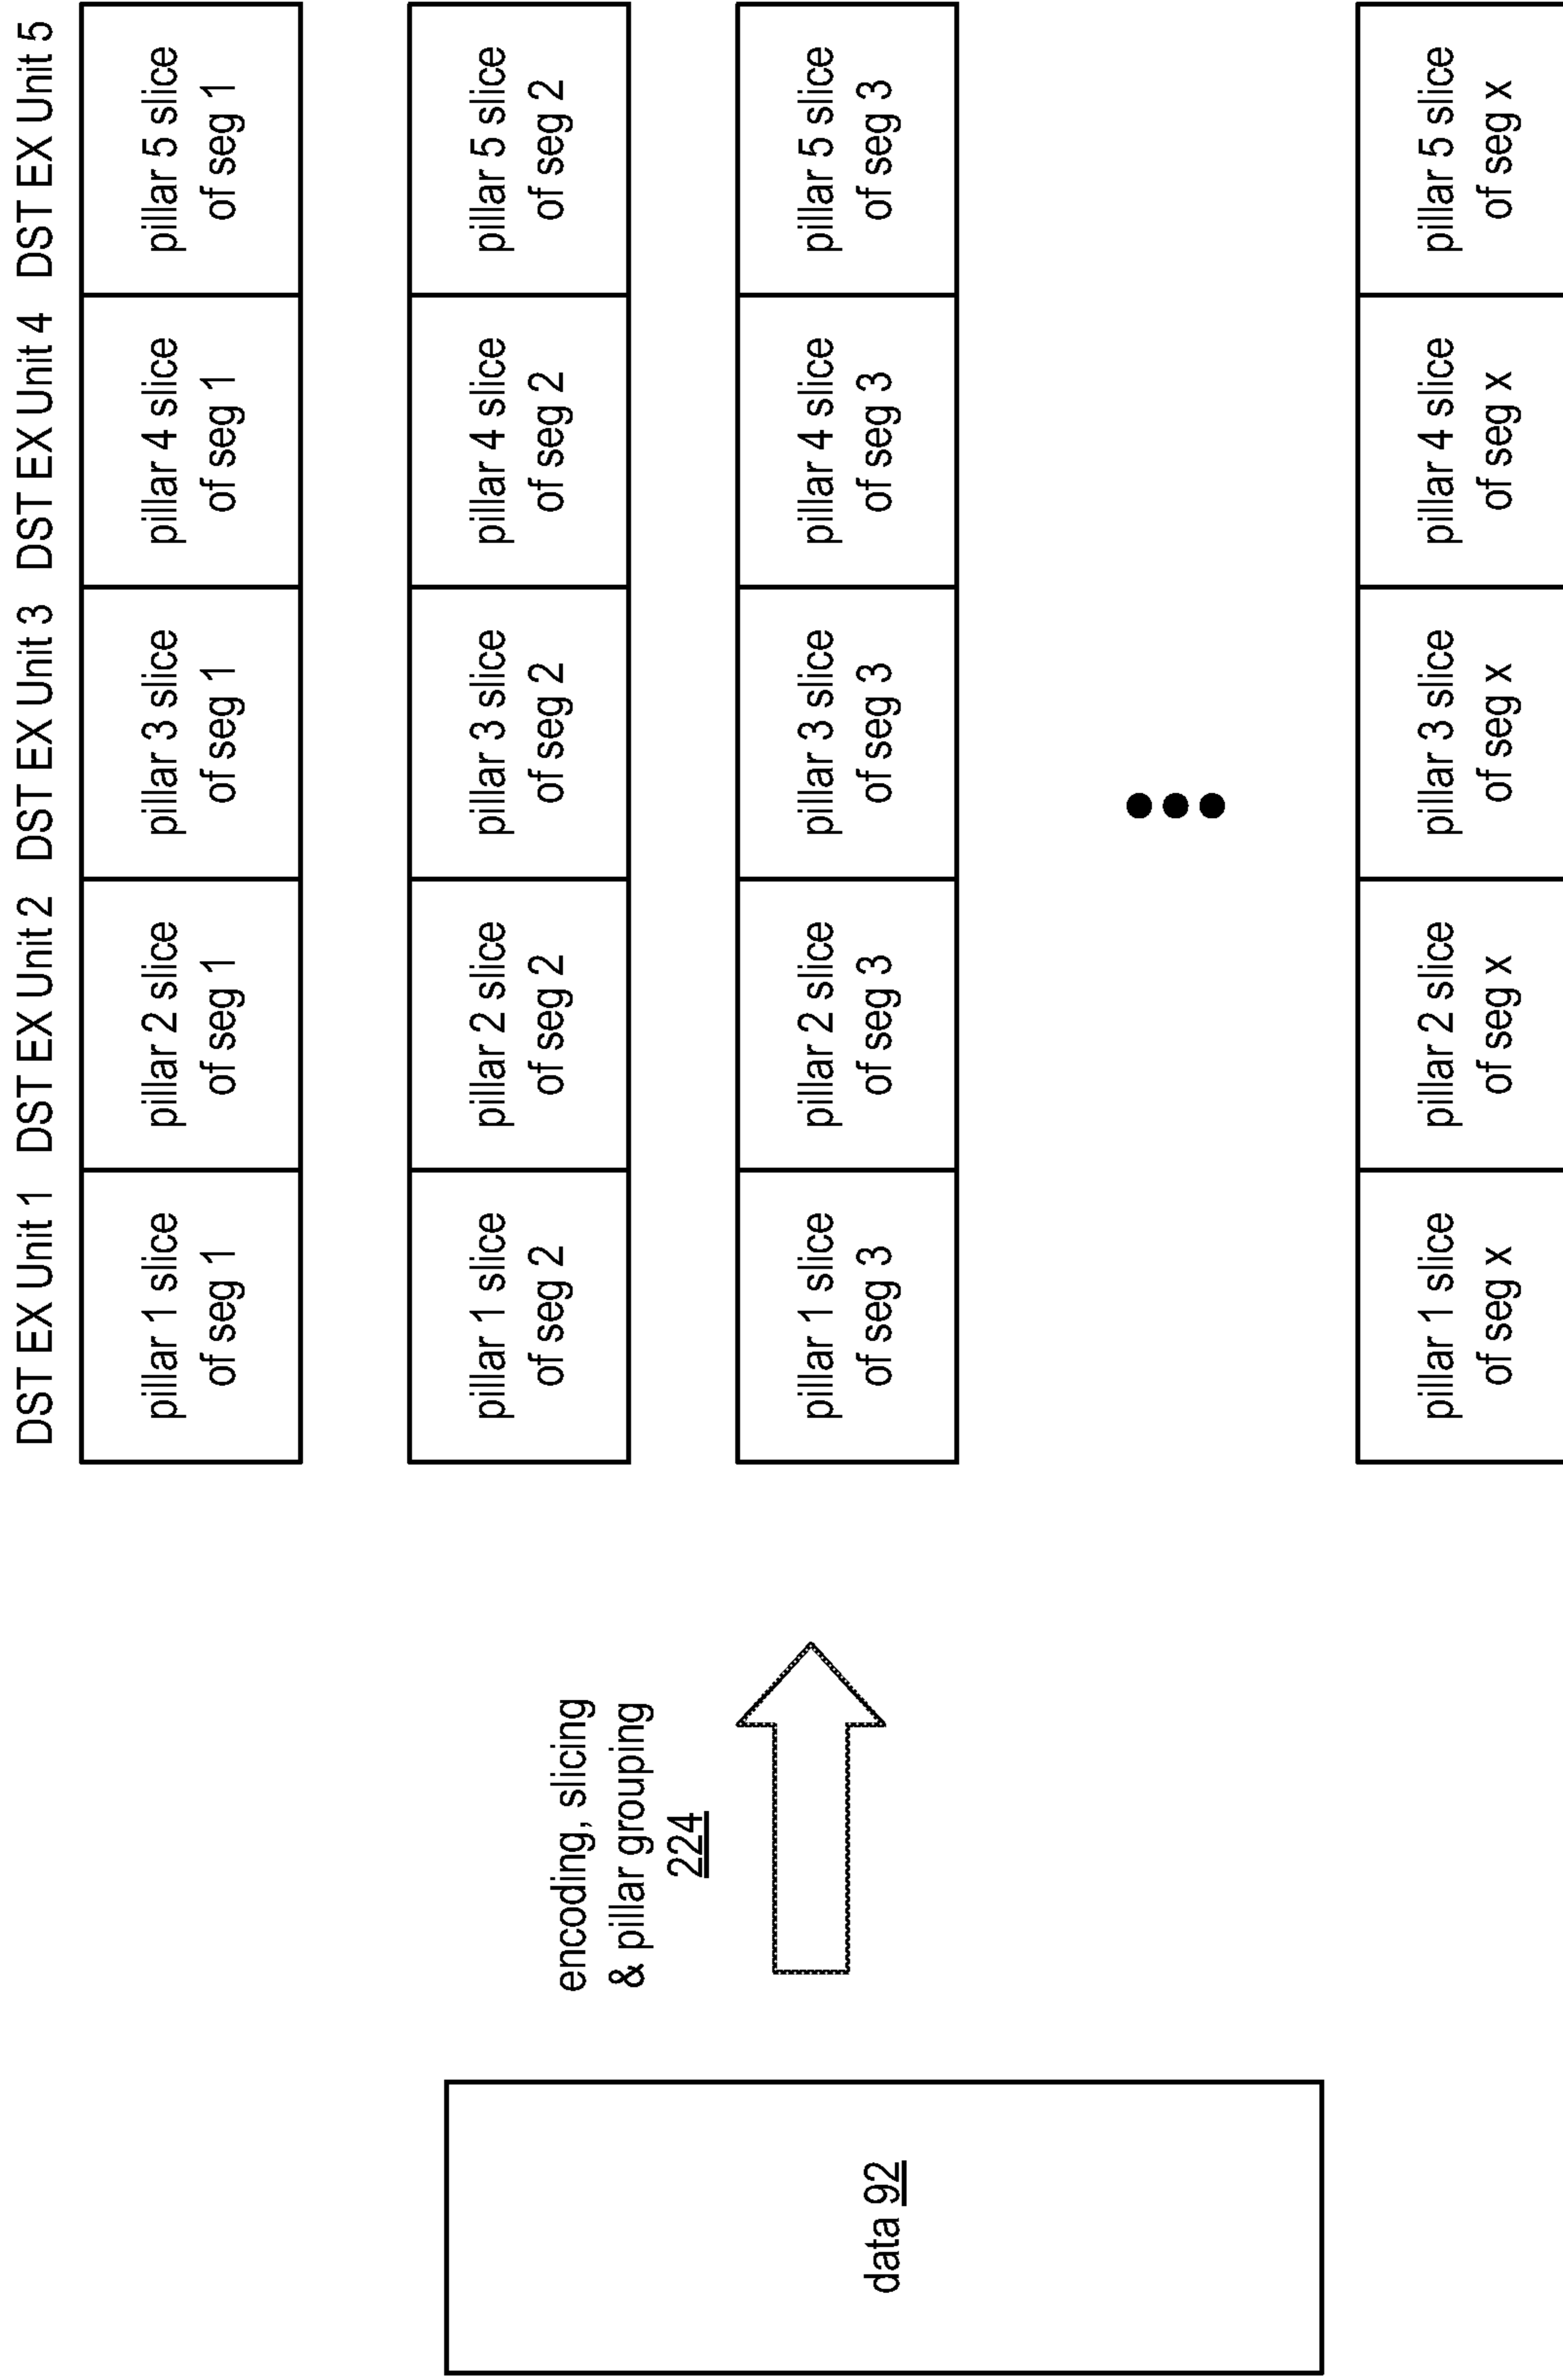 DST EX Unit 1
DST EX Unit 2
DST EX Unit 3
DST EX Unit 4
DST EX Unit 5
pillar 1 slice
of seg 1
pillar 2 slice
of seg 1
pillar 3 slice
of seg 1
pillar 4 slice
of seg 1
pillar 5 slice
of seg 1
pillar 1 slice
of seg 2
pillar 2 slice
of seg 2
pillar 3 slice
of seg 2
pillar 4 slice
of seg 2
pillar 5 slice
of seg 2
pillar 1 slice
of seg 3
pillar 2 slice
of seg 3
pillar 3 slice
of seg 3
pillar 4 slice
of seg 3
pillar 5 slice
of seg 3
pillar 1 slice
of seg x
pillar 2 slice
of seg x
pillar 3 slice
of seg x
pillar 4 slice
of seg x
pillar 5 slice
of seg x
encoding, slicing
& pillar grouping
224
data 92